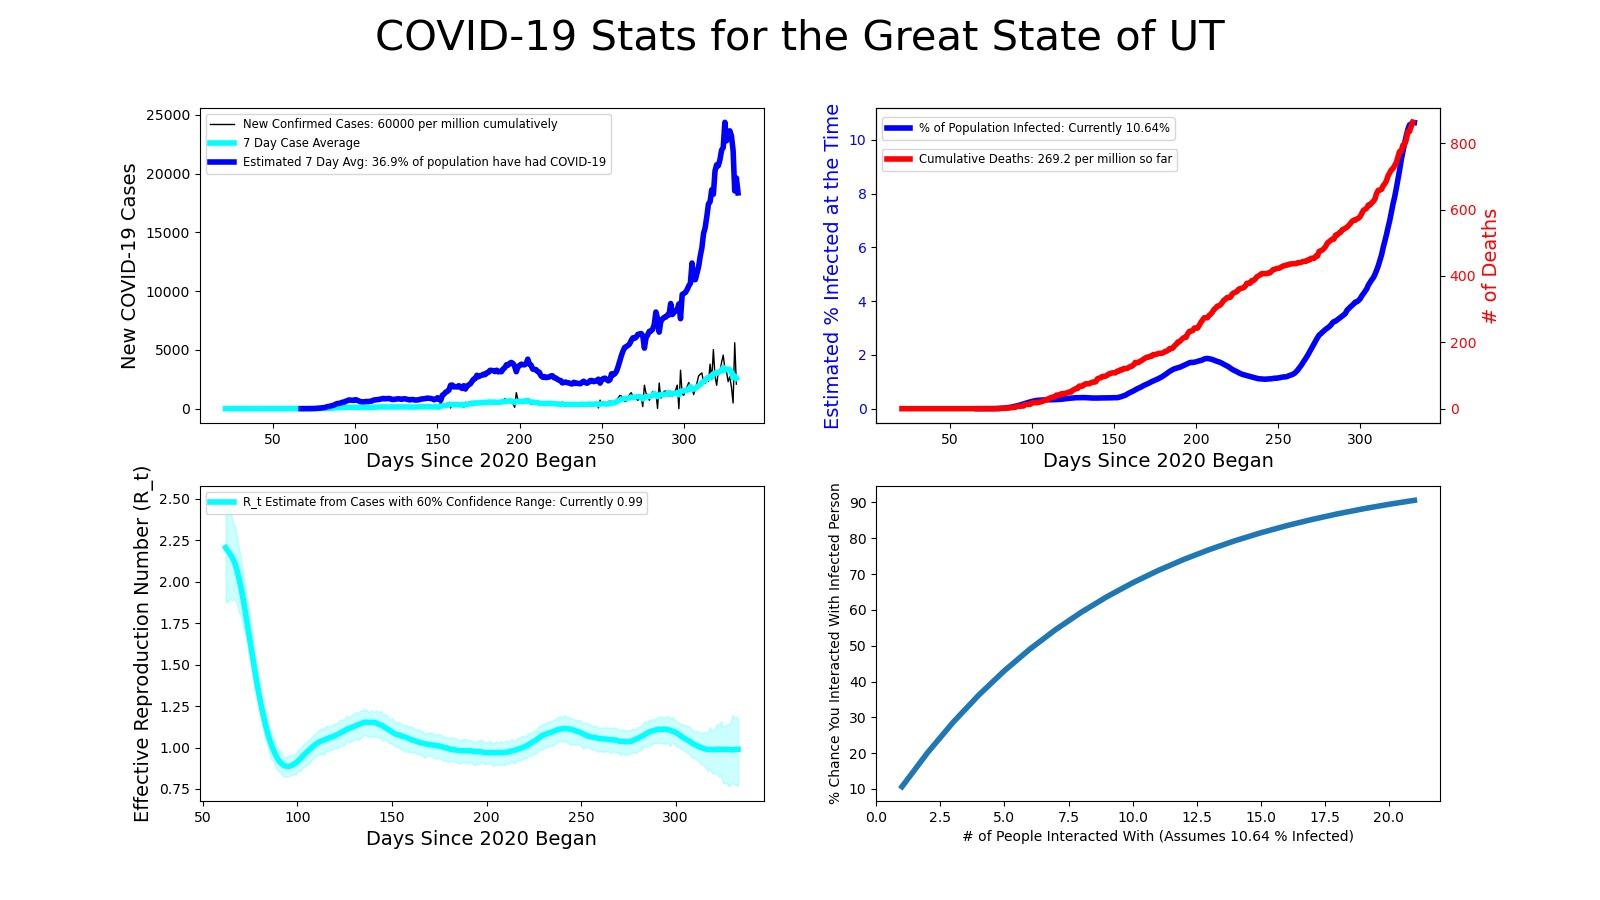 COVID-19 Stats for the Great State of UT
New COVID-19 Cases
25000
20000
15000
10000
5000
0
New Confirmed Cases: 60000 per million cumulatively
7 Day Case Average
Estimated 7 Day Avg: 36.9% of population have had COVID-19
50 100 150 200 250 300
Days Since 2020 Began
Estimated % Infected at the Time
10
8
6
4
2
0
% of Population Infected: Currently 10.64%
Cumulative Deaths: 269.2 per million so far
800
600
400
200
0
# of Deaths
50 100 150 200 250 300
Days Since 2020 Began
Effective Reproduction Number (R_t)
2.50
2.25
2.00
1.75
1.50
1.25
1.00
0.75
R_t Estimate from Cases with 60% Confidence Range: Currently 0.99
50 100 150 200 250 300
Days Since 2020 Began
% Chance You Interacted With Infected Person
90
80
70
60
50
40
30
20
10
0.0 2.5 5.0 7.5 10.0 12.5 15.0 17.5 20.0
# of People Interacted With (Assumes 10.64 % Infected)